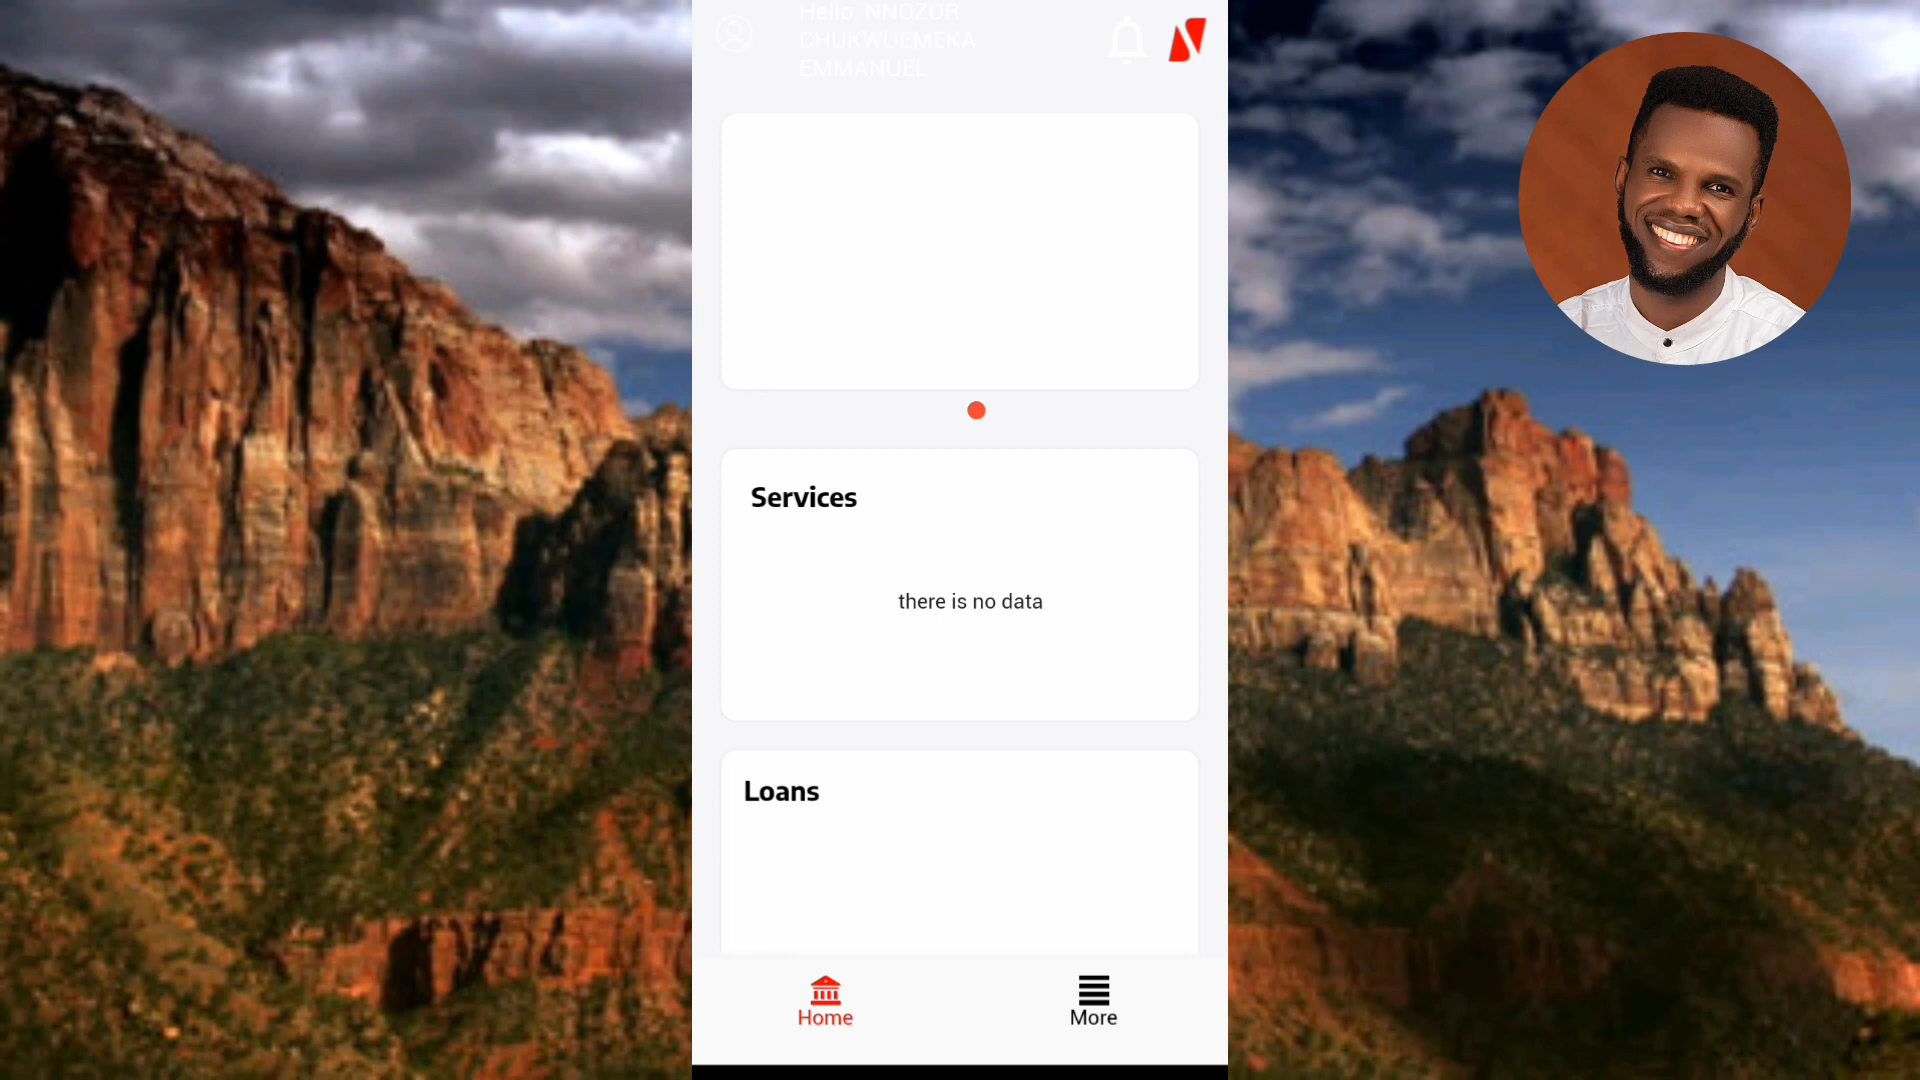 Hello, NNOZOR
CHUKWUEMEKA
EMMANUEL
Services
there is no data
Loans
Home
More